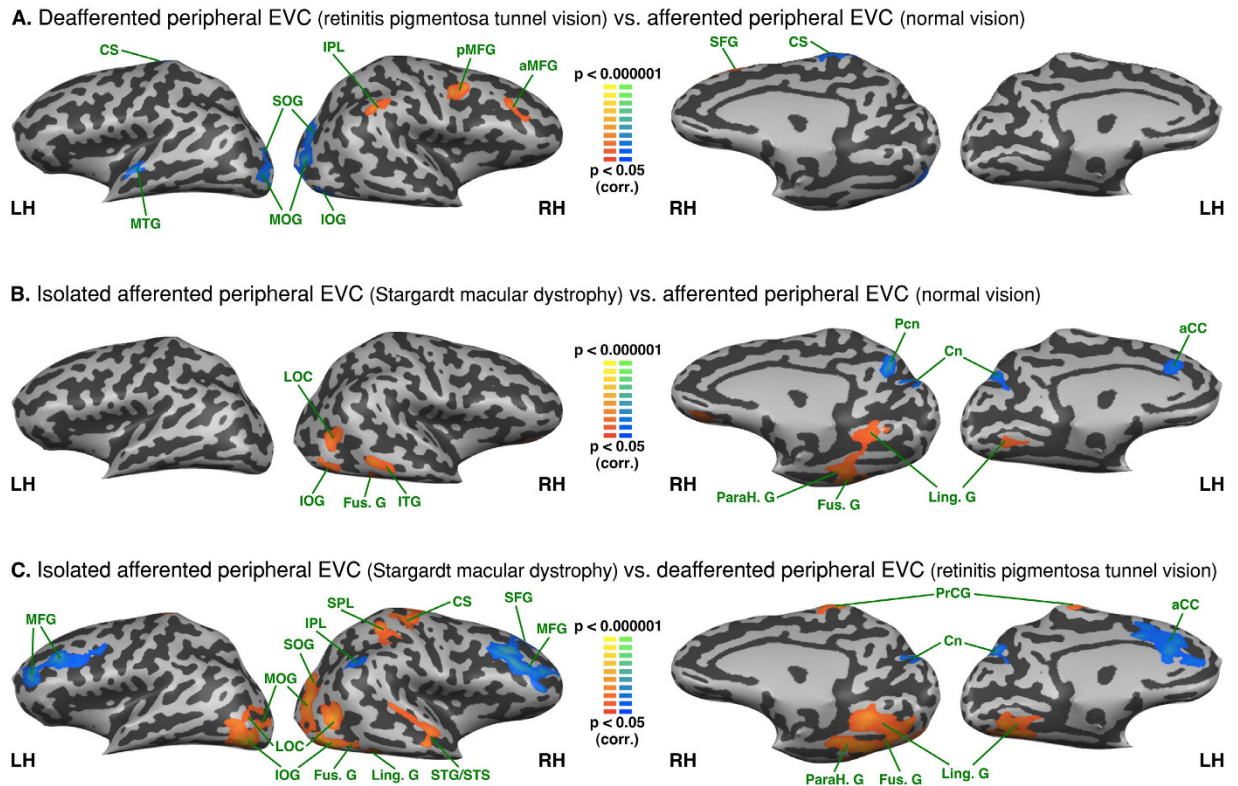 A. Deafferented peripheral EVC (retinitis pigmentosa tunnel vision) vs. afferented peripheral EVC (normal vision)
CS
IPL
pMFG
aMFG
SOG
MTG
MOG
IOG
LH
RH
p < 0.000001
p < 0.05
(corr.)
SFG
CS
RH
LH
B. Isolated afferented peripheral EVC (Stargardt macular dystrophy) vs. afferented peripheral EVC (normal vision)
LOC
IOG
Fus. G
ITG
LH
RH
p < 0.000001
p < 0.05
(corr.)
Pcn
Cn
aCC
ParaH. G
Fus. G
Ling. G
RH
LH
C. Isolated afferented peripheral EVC (Stargardt macular dystrophy) vs. deafferented peripheral EVC (retinitis pigmentosa tunnel vision)
MFG
SPL
CS
SFG
IPL
MFG
SOG
MOG
LOC
IOG
Fus. G
Ling. G
STG/STS
LH
RH
p < 0.000001
p < 0.05
(corr.)
PrCG
aCC
Cn
ParaH. G
Fus. G
Ling. G
RH
LH